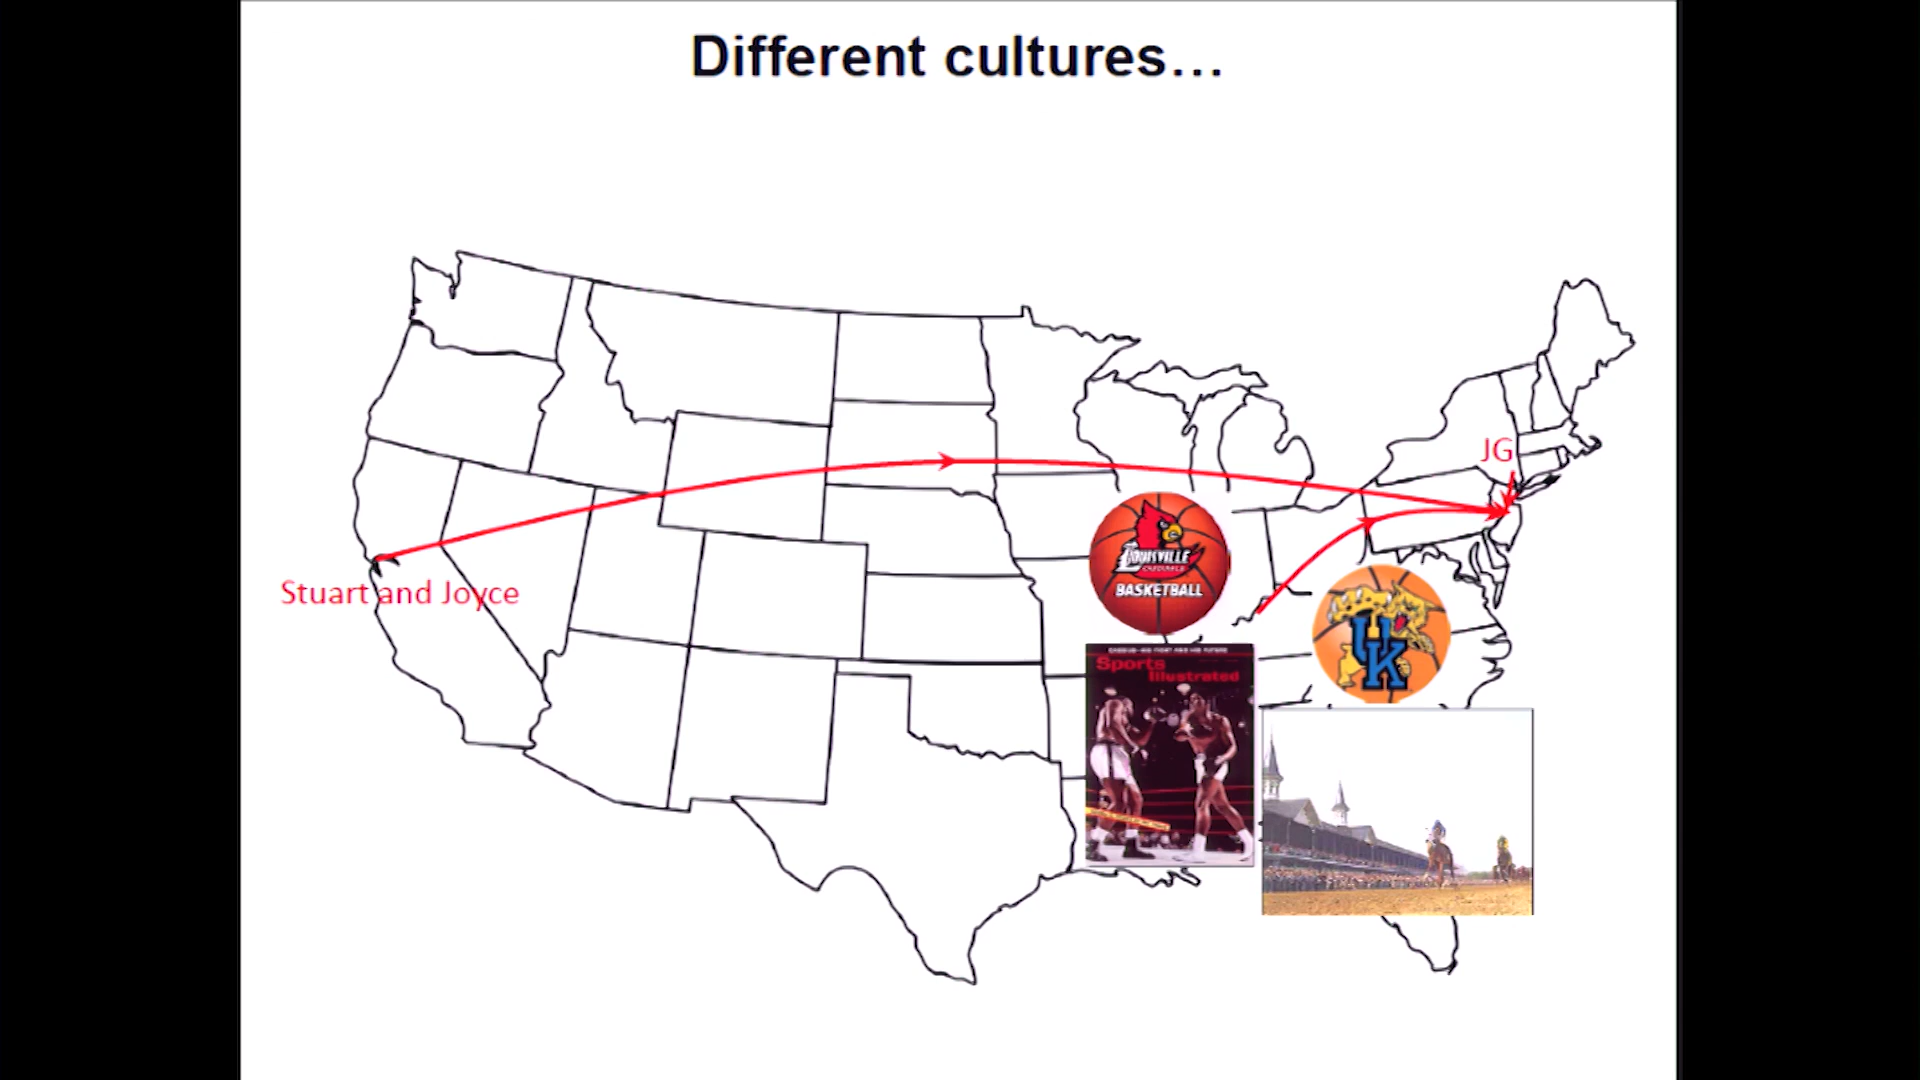 Different cultures...
JG
Stuart and Joyce
LOUISVILLE
CARDINALS
BASKETBALL
UK
Sports
Illustrated